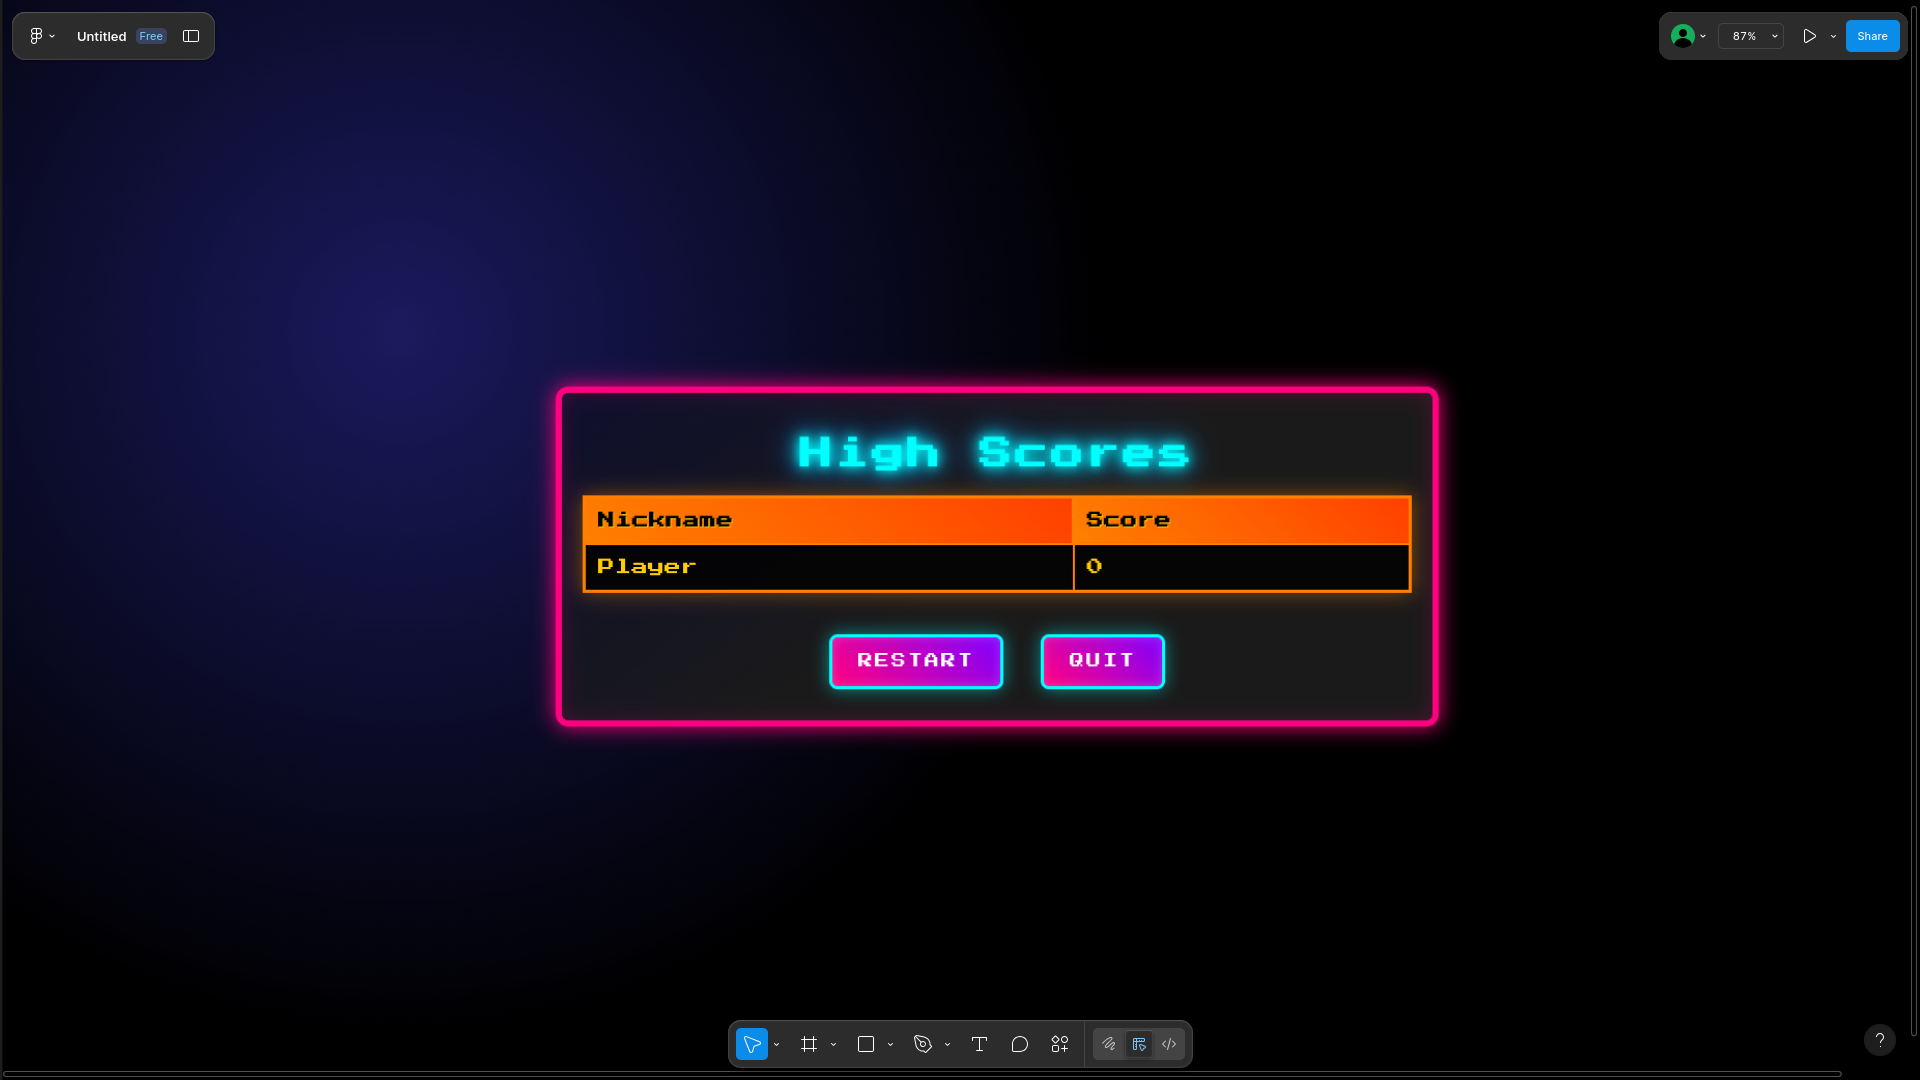 Untitled Free
87% Share
High Scores
Nickname Score
Player 0
RESTART QUIT
?